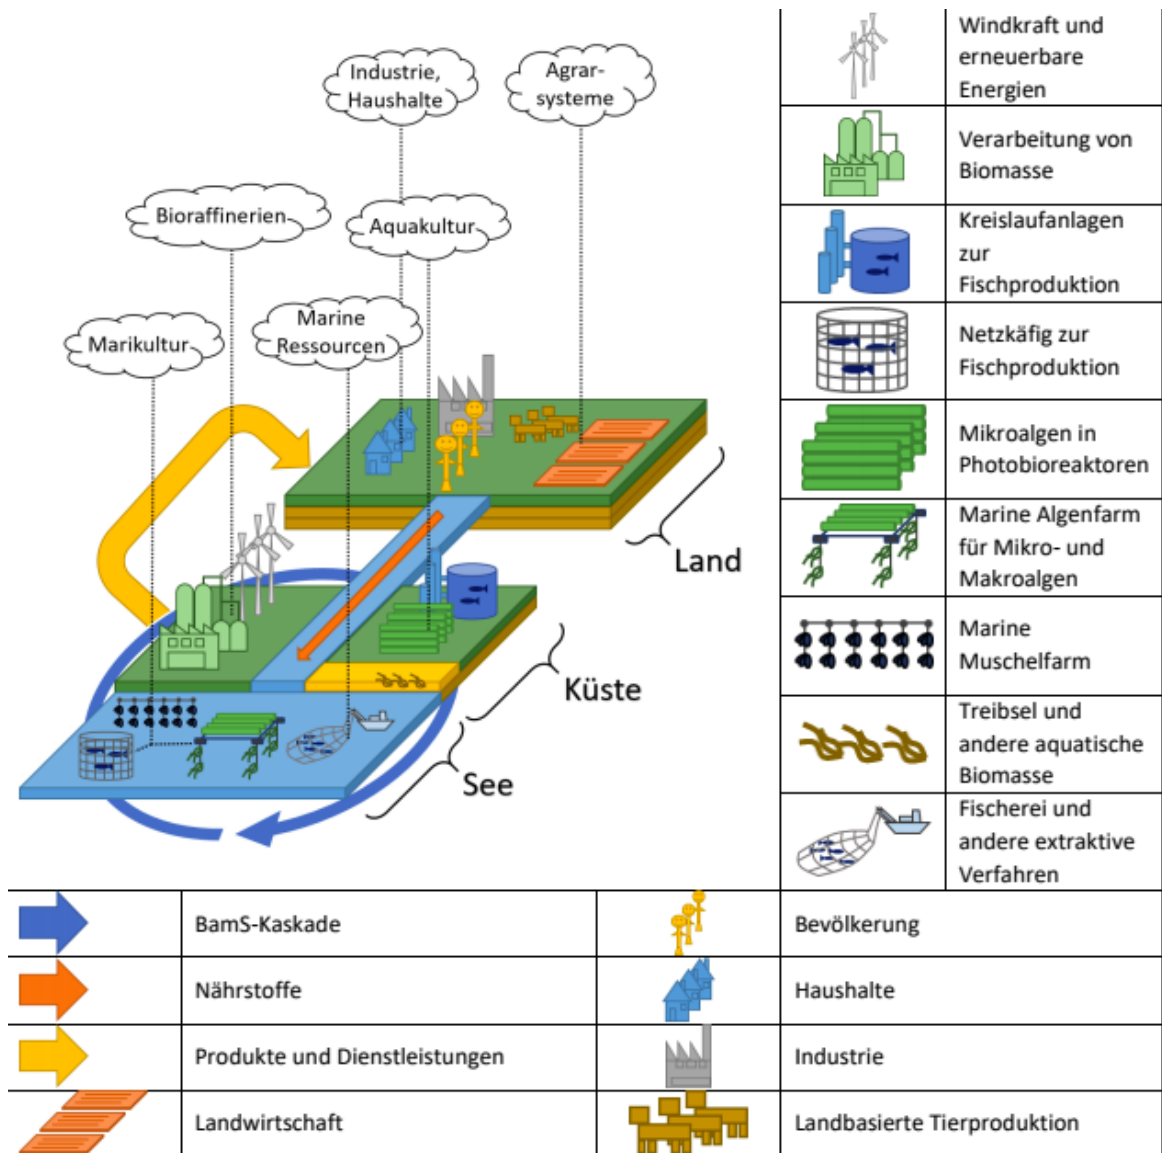 Industrie,
Haushalte
Agrar-
systeme
Bioraffinerien
Aquakultur
Marikultur
Marine
Ressourcen
Land
Küste
See
Windkraft und
erneuerbare
Energien
Verarbeitung von
Biomasse
Kreislaufanlagen
zur
Fischproduktion
Netzkäfig zur
Fischproduktion
Mikroalgen in
Photobioreaktoren
Marine Algenfarm
für Mikro- und
Makroalgen
Marine
Muschelfarm
Treibsel und
andere aquatische
Biomasse
Fischerei und
andere extraktive
Verfahren
BamS-Kaskade
Bevölkerung
Nährstoffe
Haushalte
Produkte und Dienstleistungen
Industrie
Landwirtschaft
Landbasierte Tierproduktion